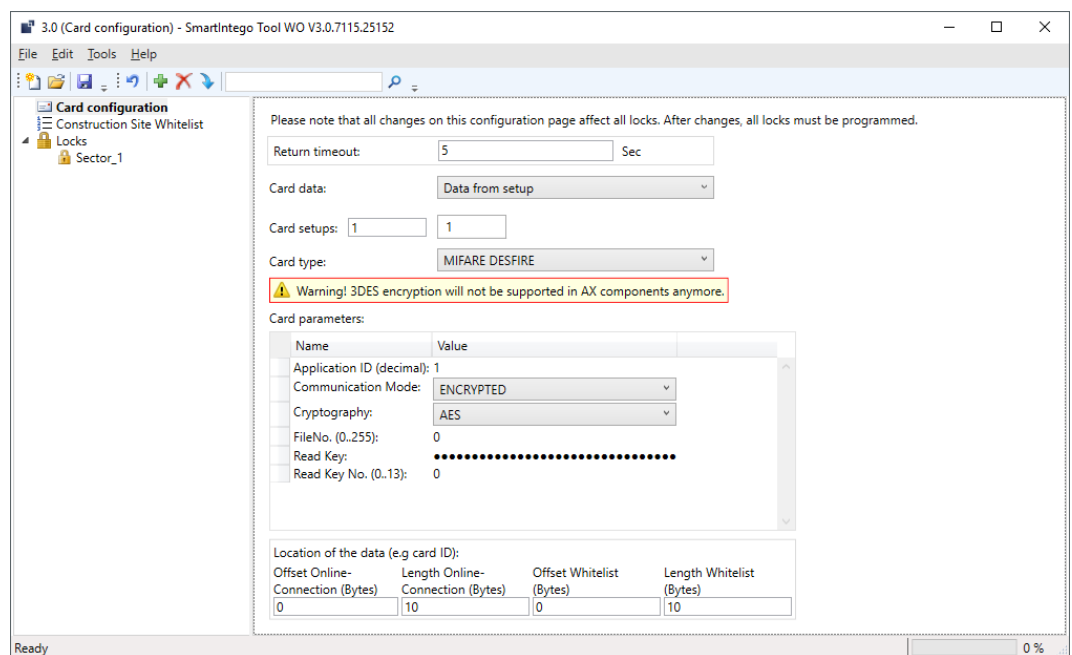 3.0 (Card configuration) - SmartIntego Tool WO V3.0.7115.25152
File Edit Tools Help
Card configuration
Construction Site Whitelist
Locks
Sector_1
Please note that all changes on this configuration page affect all locks. After changes, all locks must be programmed.
Return timeout: 5 Sec
Card data: Data from setup
Card setups: 1 1
Card type: MIFARE DESFIRE
Warning! 3DES encryption will not be supported in AX components anymore.
Card parameters:
Name Value
Application ID (decimal): 1
Communication Mode: ENCRYPTED
Cryptography: AES
FileNo. (0..255): 0
Read Key: ●●●●●●●●●●●●●●●●●●●●●●●●●●●●●●●●
Read Key No. (0..13): 0
Location of the data (e.g card ID):
Offset Online- Length Online- Offset Whitelist Length Whitelist
Connection (Bytes) Connection (Bytes) (Bytes) (Bytes)
0 10 0 10
Ready 0 %